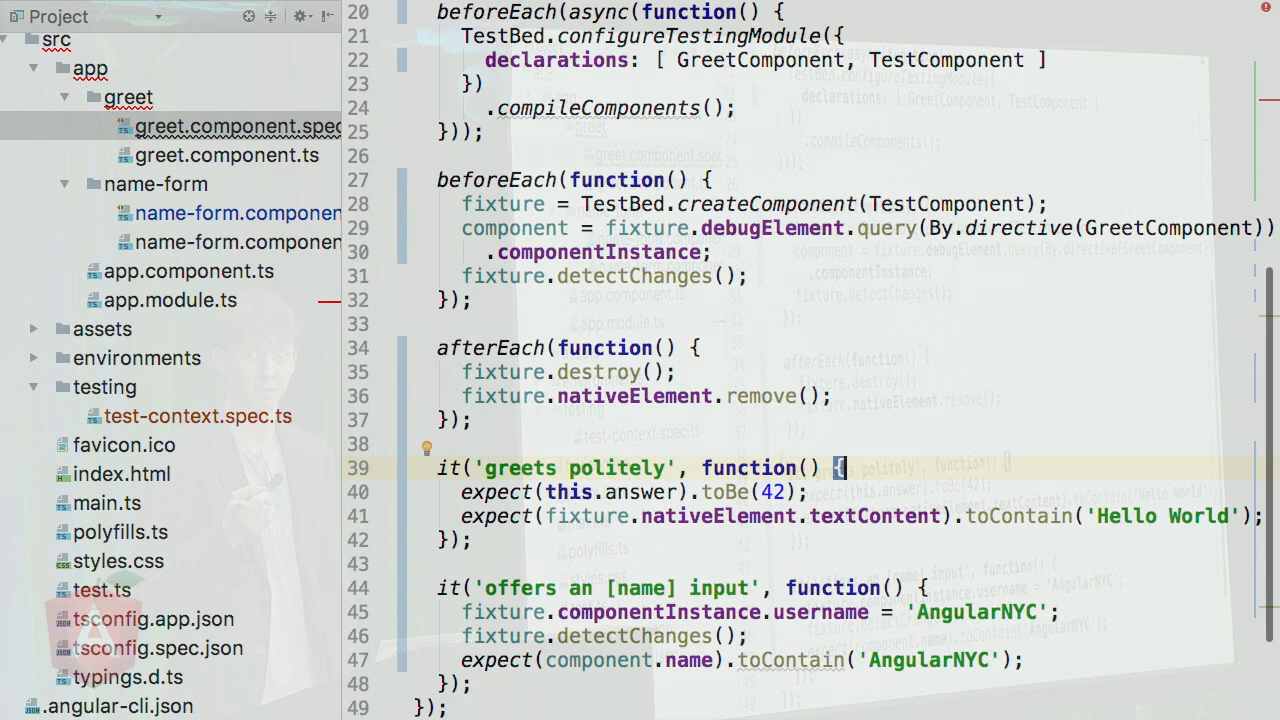 Project
src
app
greet
greet.component.spec
greet.component.ts
name-form
name-form.componen
name-form.componen
app.component.ts
app.module.ts
assets
environments
testing
test-context.spec.ts
favicon.ico
index.html
main.ts
polyfills.ts
styles.css
test.ts
tsconfig.app.json
tsconfig.spec.json
typings.d.ts
.angular-cli.json
20 beforeEach(async(function() {
21 TestBed.configureTestingModule({
22 declarations: [ GreetComponent, TestComponent ]
23 })
24 .compileComponents();
25 }));
26
27 beforeEach(function() {
28 fixture = TestBed.createComponent(TestComponent);
29 component = fixture.debugElement.query(By.directive(GreetComponent))
30 .componentInstance;
31 fixture.detectChanges();
32 });
33
34 afterEach(function() {
35 fixture.destroy();
36 fixture.nativeElement.remove();
37 });
38
39 it('greets politely', function() {
40 expect(this.answer).toBe(42);
41 expect(fixture.nativeElement.textContent).toContain('Hello World');
42 });
43
44 it('offers an [name] input', function() {
45 fixture.componentInstance.username = 'AngularNYC';
46 fixture.detectChanges();
47 expect(component.name).toContain('AngularNYC');
48 });
49 });